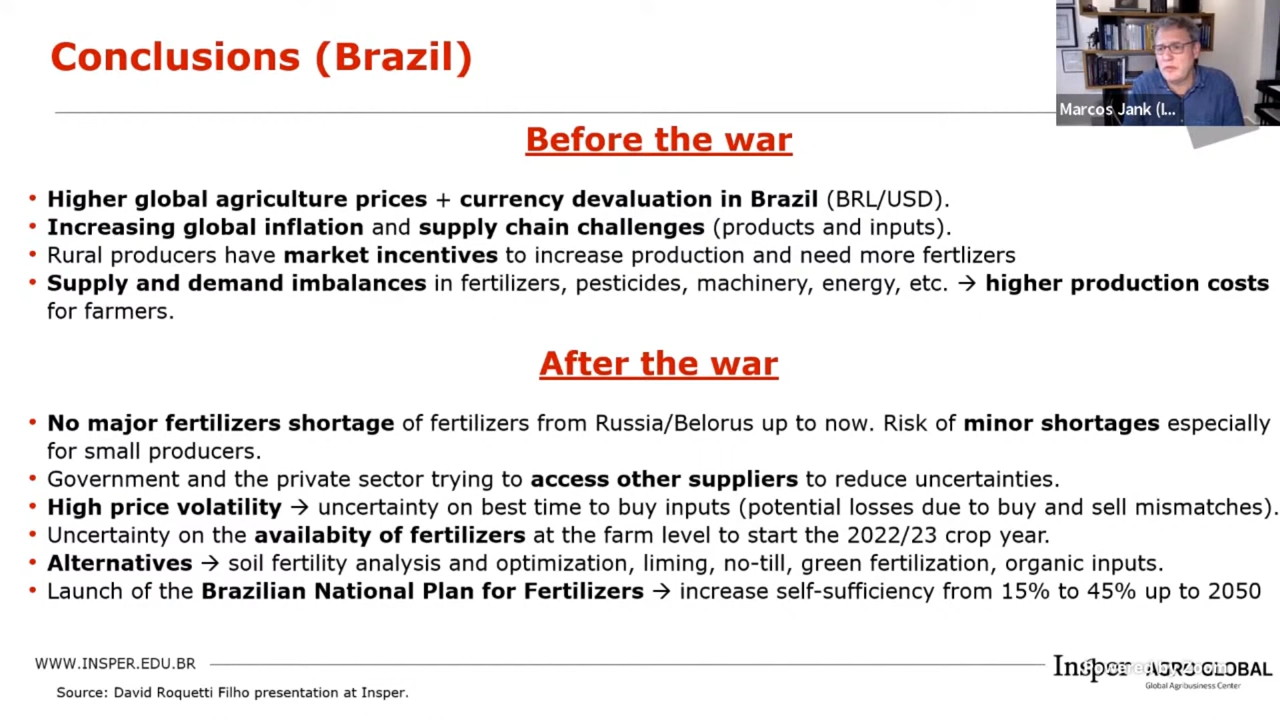 Conclusions (Brazil)
Marcos Jank (I...
Before the war
• Higher global agriculture prices + currency devaluation in Brazil (BRL/USD).
• Increasing global inflation and supply chain challenges (products and inputs).
• Rural producers have market incentives to increase production and need more fertlizers
• Supply and demand imbalances in fertilizers, pesticides, machinery, energy, etc. → higher production costs
for farmers.
After the war
• No major fertilizers shortage of fertilizers from Russia/Belorus up to now. Risk of minor shortages especially
for small producers.
• Government and the private sector trying to access other suppliers to reduce uncertainties.
• High price volatility → uncertainty on best time to buy inputs (potential losses due to buy and sell mismatches).
• Uncertainty on the availabity of fertilizers at the farm level to start the 2022/23 crop year.
• Alternatives → soil fertility analysis and optimization, liming, no-till, green fertilization, organic inputs.
• Launch of the Brazilian National Plan for Fertilizers → increase self-sufficiency from 15% to 45% up to 2050
WWW.INSPER.EDU.BR
Insper AGRO GLOBAL
Powered by Zoom
Global Agribusiness Center
Source: David Roquetti Filho presentation at Insper.